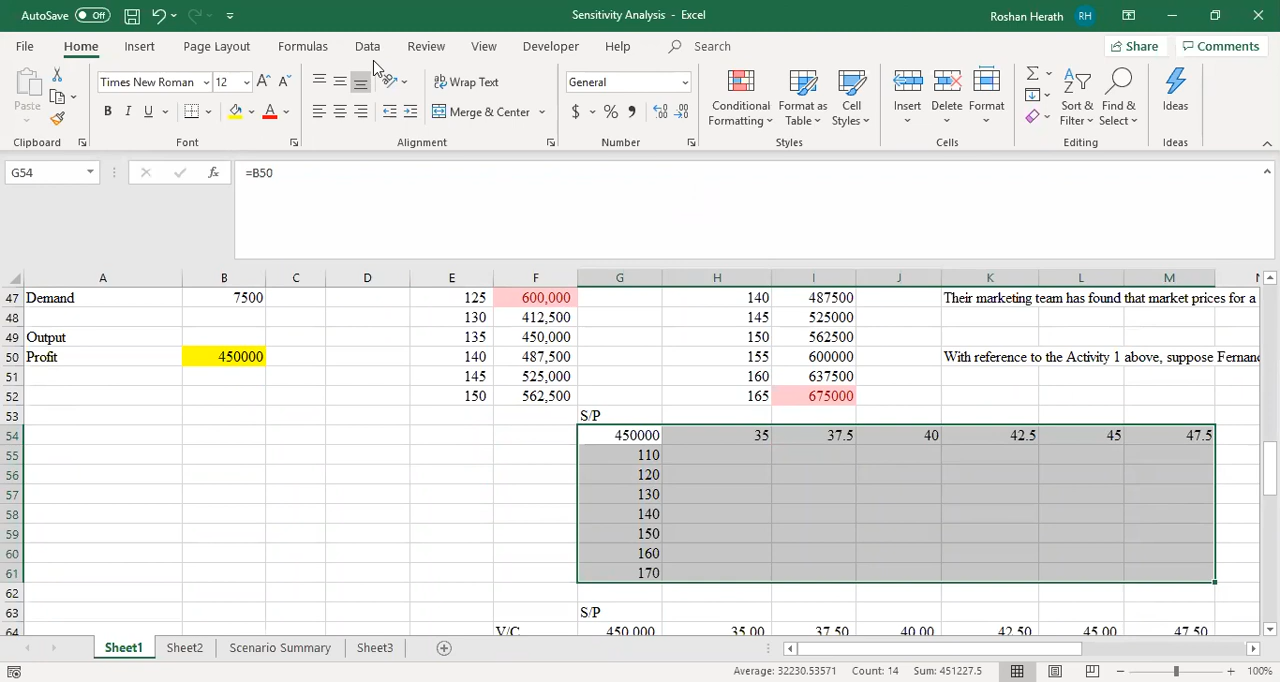 AutoSave Off Sensitivity Analysis - Excel Roshan Herath RH
File Home Insert Page Layout Formulas Data Review View Developer Help Search Share Comments
Paste Times New Roman 12 A A Wrap Text General Conditional Formatting Format as Table Cell Styles Insert Delete Format Sort & Filter Find & Select Ideas
B I U A Merge & Center $ % ,
Clipboard Font Alignment Number Styles Cells Editing Ideas
G54 fx =B50
A B C D E F G H I J K L M
47 Demand 7500 125 600,000 140 487500 Their marketing team has found that market prices for a
48 130 412,500 145 525000
49 Output 135 450,000 150 562500
50 Profit 450000 140 487,500 155 600000 With reference to the Activity 1 above, suppose Fernand
51 145 525,000 160 637500
52 150 562,500 165 675000
53 S/P
54 450000 35 37.5 40 42.5 45 47.5
55 110
56 120
57 130
58 140
59 150
60 160
61 170
62
63 S/P
64 V/C 450,000 35.00 37.50 40.00 42.50 45.00 47.50
Sheet1 Sheet2 Scenario Summary Sheet3
Average: 32230.53571 Count: 14 Sum: 451227.5 100%